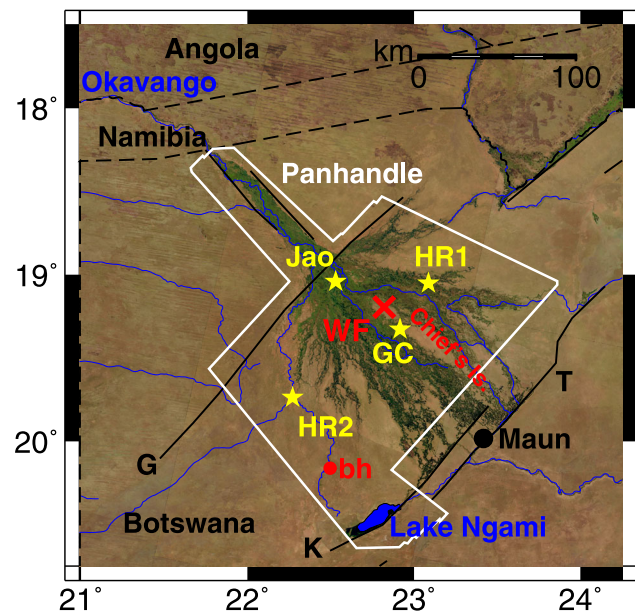 Angola
km
0
100
Okavango
18˚
Namibia
Panhandle
Jao
HR1
19˚
WF
Chief's Is.
GC
T
HR2
20˚
Maun
G
bh
Botswana
Lake Ngami
K
21˚
22˚
23˚
24˚